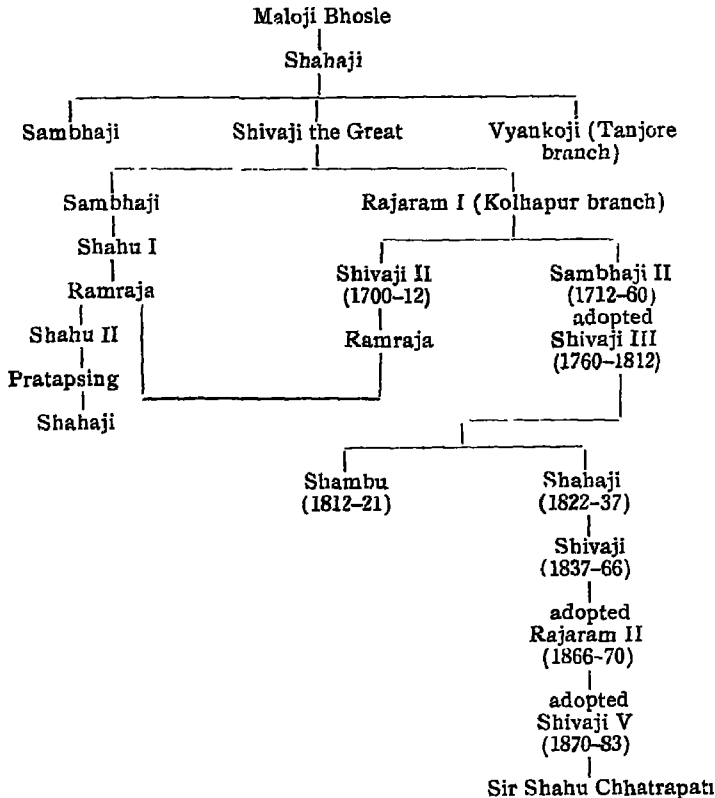 Maloji Bhosle
Shahaji
Sambhaji
Shivaji the Great
Vyankoji (Tanjore
branch)
Sambhaji
Rajaram I (Kolhapur branch)
Shahu I
Ramraja
Shahu II
Pratapsing
Shahaji
Shivaji II
(1700–12)
Ramraja
Sambhaji II
(1712–60)
adopted
Shivaji III
(1760–1812)
Shambu
(1812–21)
Shahaji
(1822–37)
Shivaji
(1837–66)
adopted
Rajaram II
(1866–70)
adopted
Shivaji V
(1870–83)
Sir Shahu Chhatrapati